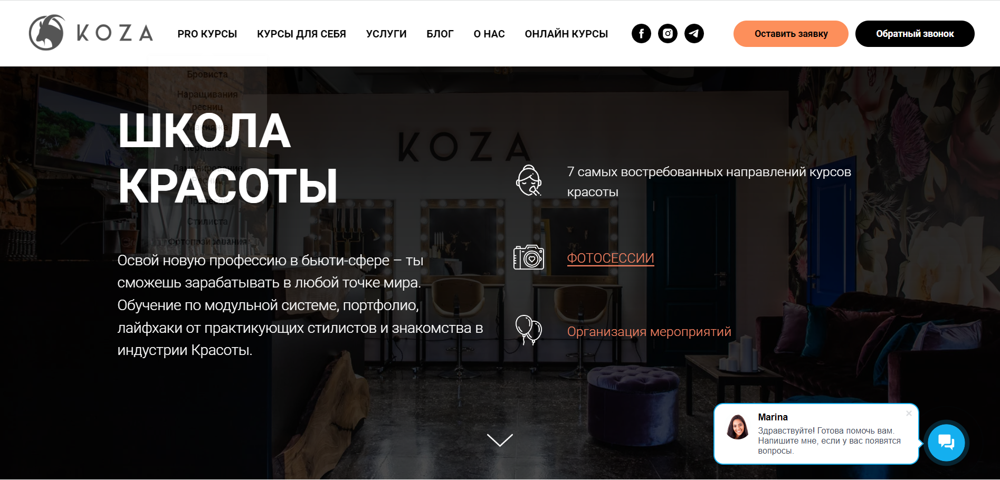 KOZA
PRO КУРСЫ
КУРСЫ ДЛЯ СЕБЯ
УСЛУГИ
БЛОГ
О НАС
ОНЛАЙН КУРСЫ
Оставить заявку
Обратный звонок
Бровиста
Наращивания
ресниц
Макияжа
Перманент
Ламинирование
Ресниц
Причесок
Стилиста
Фотопозирования
ШКОЛА
КРАСОТЫ
KOZA
Освой новую профессию в бьюти-сфере – ты
сможешь зарабатывать в любой точке мира.
Обучение по модульной системе, портфолио,
лайфхаки от практикующих стилистов и знакомства в
индустрии Красоты.
7 самых востребованных направлений курсов
красоты
ФОТОСЕССИИ
Организация мероприятий
Marina
Здравствуйте! Готова помочь вам.
Напишите мне, если у вас появятся
вопросы.